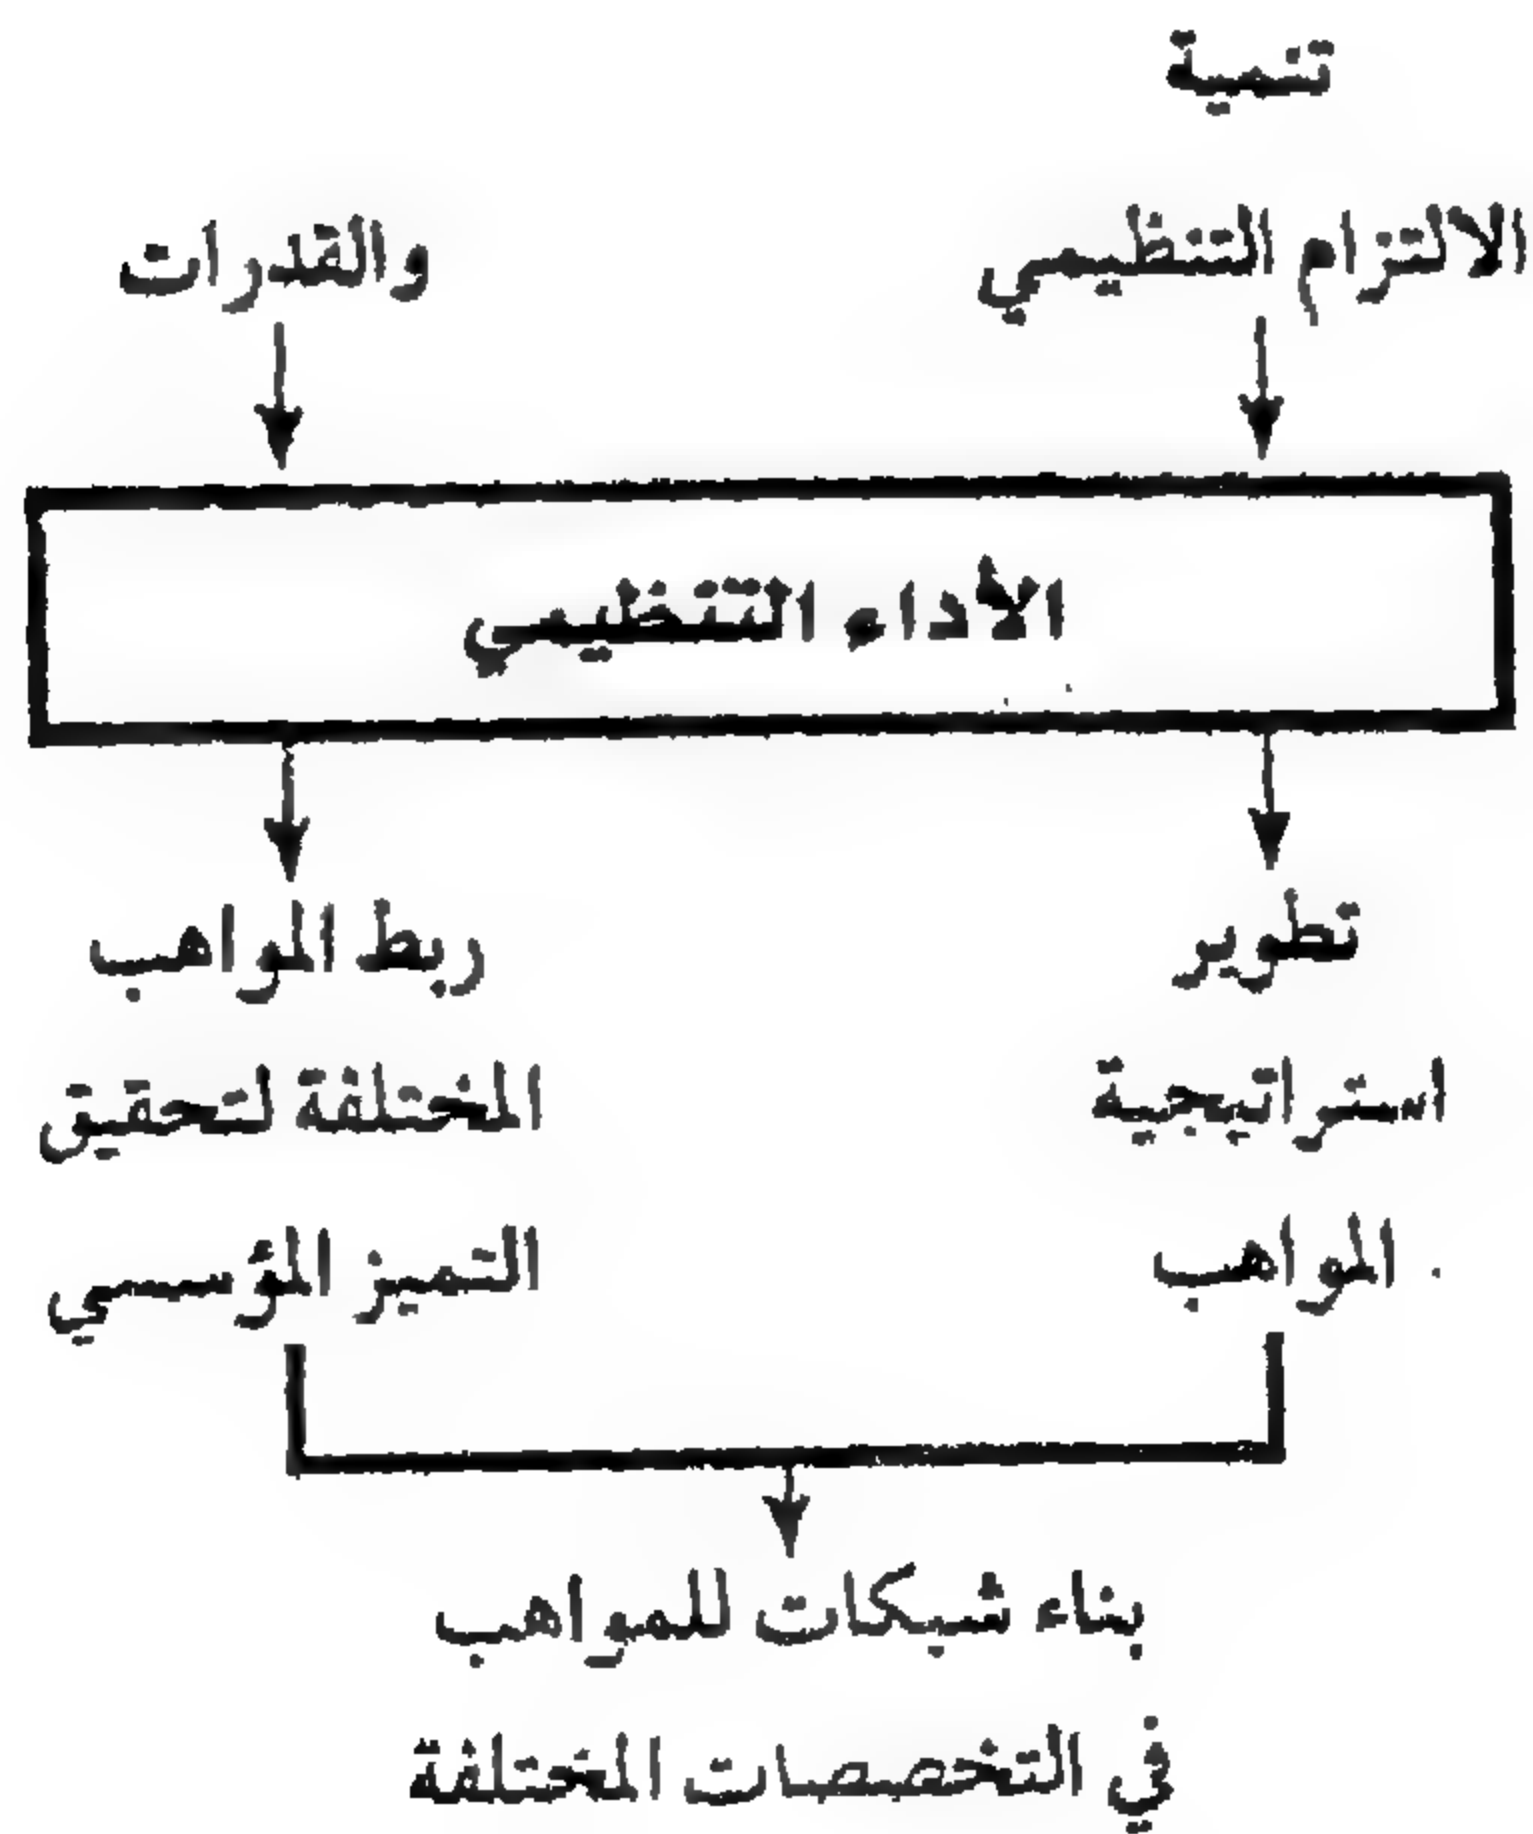 تنمية
الالتزام التنظيمي
والقدرات
الأداء التنظيمي
تطوير
استراتيجية
المواهب
ربط المواهب
المختلفة لتحقيق
التميز المؤسسي
بناء شبكات للمواهب
في التخصصات المختلفة